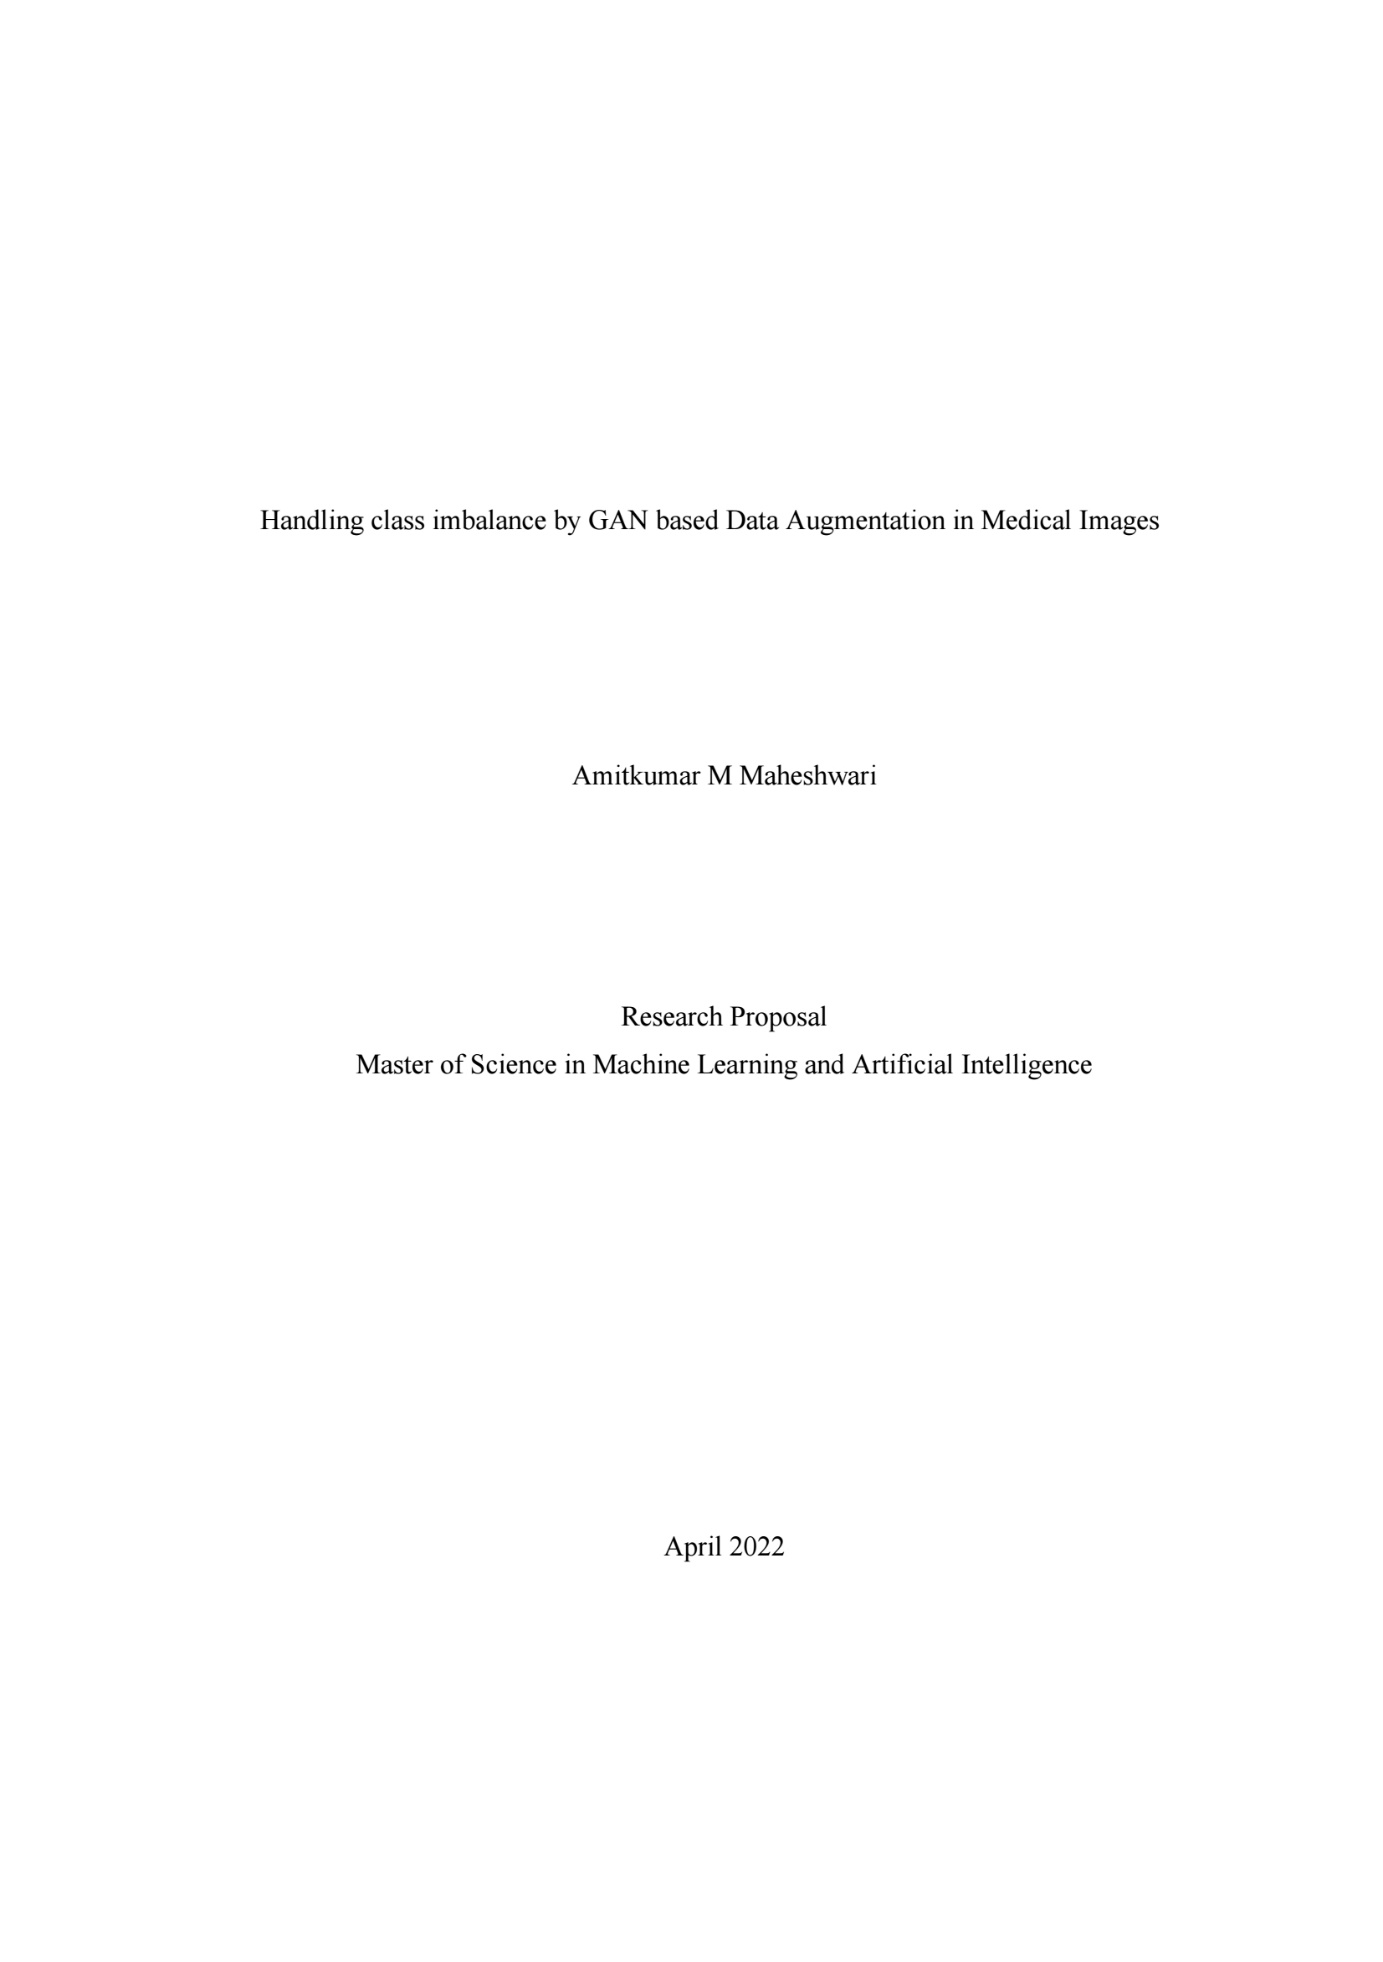 Handling class imbalance by GAN based Data Augmentation in Medical Images
Amitkumar M Maheshwari
Research Proposal
Master of Science in Machine Learning and Artificial Intelligence
April 2022